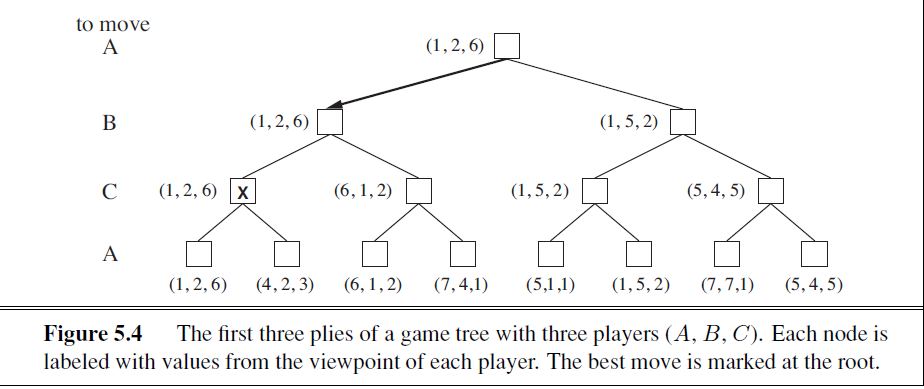 to move
A (1, 2, 6)
B (1, 2, 6) (1, 5, 2)
C (1, 2, 6) X (6, 1, 2) (1, 5, 2) (5, 4, 5)
A
(1, 2, 6) (4, 2, 3) (6, 1, 2) (7, 4,1) (5,1,1) (1, 5, 2) (7, 7,1) (5, 4, 5)
Figure 5.4 The first three plies of a game tree with three players (A, B, C). Each node is
labeled with values from the viewpoint of each player. The best move is marked at the root.